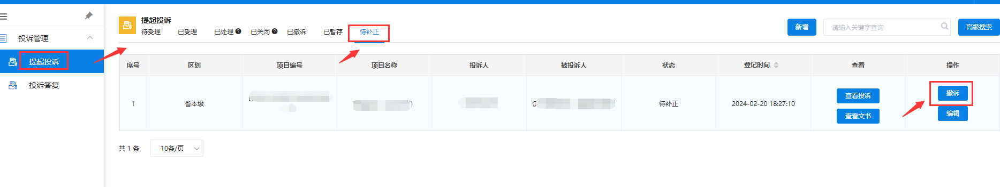 提起投诉
待受理 已受理 已处理 已关闭 已撤诉 已暂存 待补正
新增 请输入关键字查询 高级搜索
投诉管理
提起投诉
投诉答复
序号 区划 项目编号 项目名称 投诉人 被投诉人 状态 登记时间 查看 操作
1 省本级 待补正 2024-02-20 18:27:10
查看投诉 撤诉
查看文书 编辑
共 1 条 10条/页